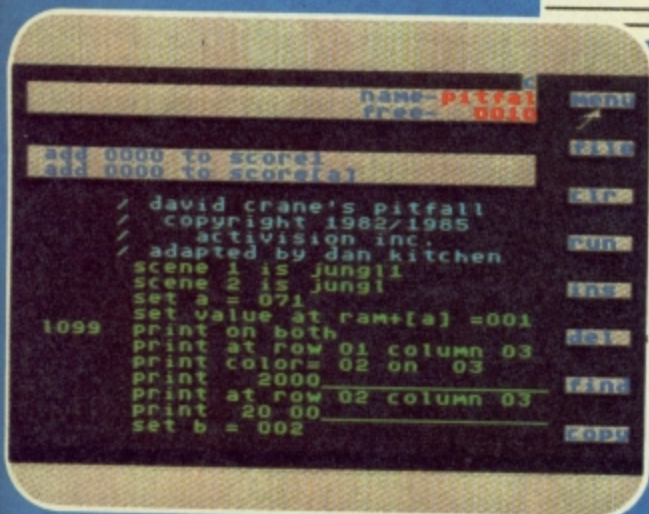 name-pitfal
free- 0010
menu
file
clr
run
ins
del
find
copy
add 0000 to score1
add 0000 to score[a]
/ david crane's pitfall
/ copyright 1982/1985
/ activision inc.
/ adapted by dan kitchen
scene 1 is jungl1
scene 2 is jungl
set a = 071
set value at ram+[a] =001
1099 print on both
print at row 01 column 03
print color= 02 on 03
print 2000
print at row 02 column 03
print 20 00
set b = 002